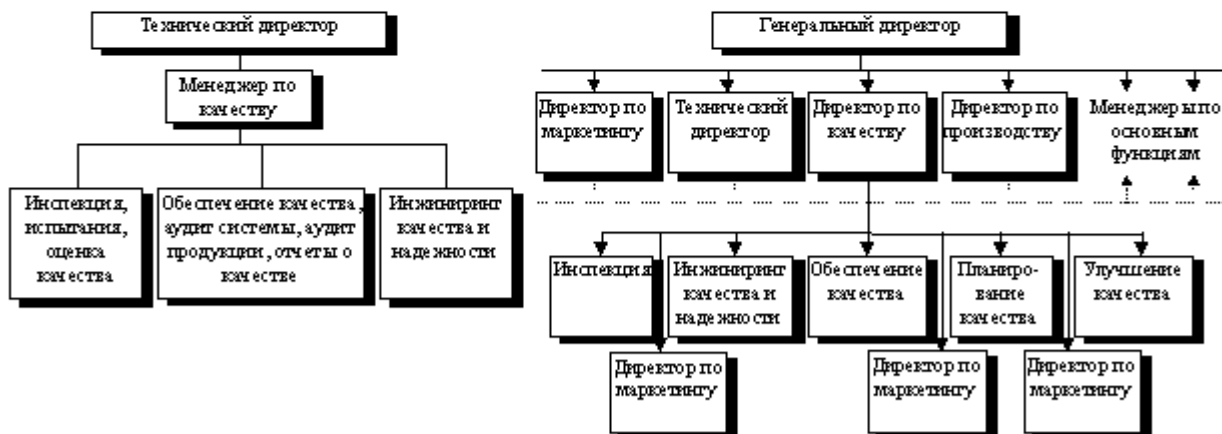 Технический директор
Менеджер по
качеству
Инспекция,
испытания,
оценка
качества
Обеспечение качества,
аудит системы, аудит
продукции, отчеты о
качестве
Инжиниринг
качества и
надежности
Генеральный директор
Директор по
маркетингу
Технический
директор
Директор по
качеству
Директор по
производству
Менеджеры по
основным
функциям
Инспекция
Инжиниринг
качества и
надежности
Обеспечение
качества
Планиро-
вание
качества
Улучшение
качества
Директор по
маркетингу
Директор по
маркетингу
Директор по
маркетингу